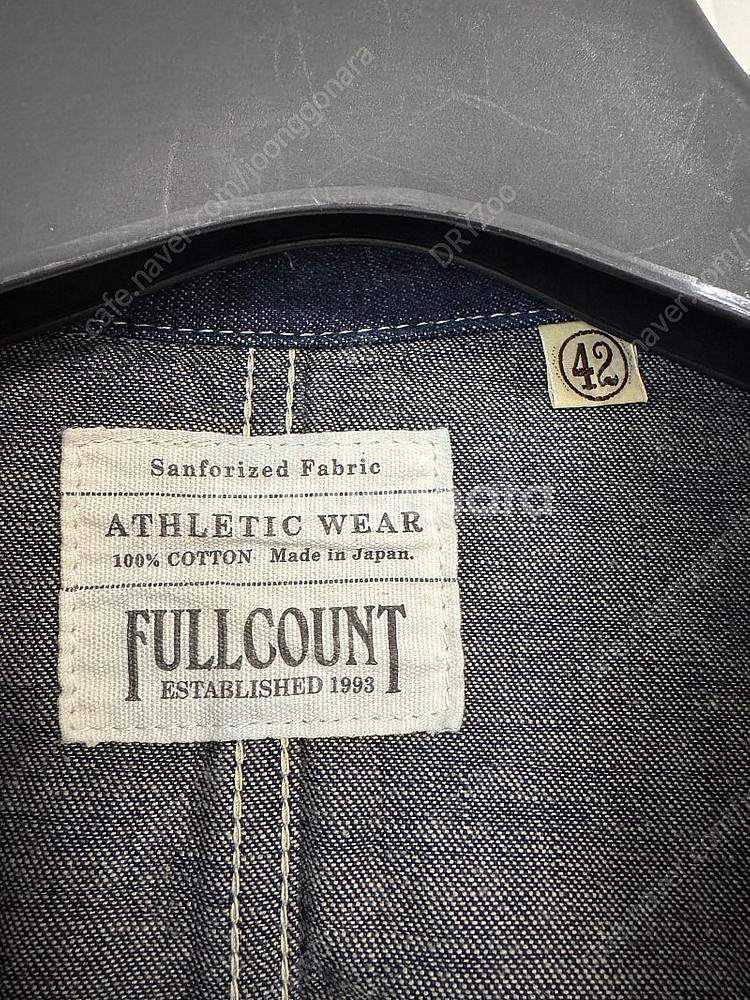 cafe.naver.com/joonggonara
DRYZoo
42
Sanforized Fabric
ATHLETIC WEAR
100% COTTON Made in Japan.
FULLCOUNT
ESTABLISHED 1993